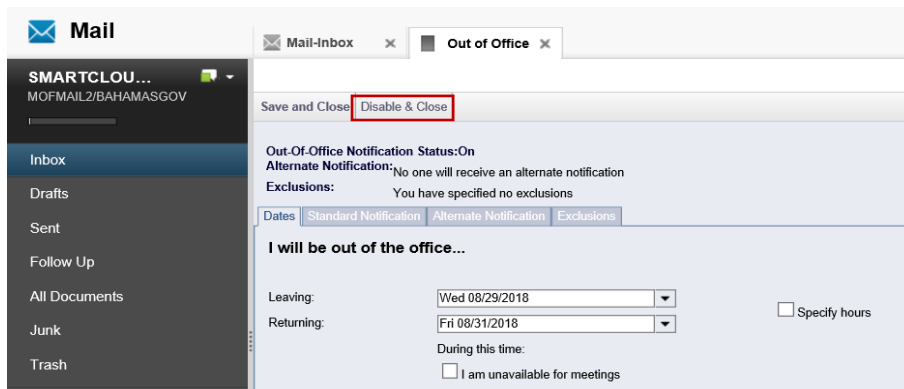 Mail
Mail-Inbox
Out of Office
SMARTCLOU...
MOFMAIL2/BAHAMASGOV
Save and Close Disable & Close
Out-Of-Office Notification Status:On
Alternate Notification: No one will receive an alternate notification
Exclusions: You have specified no exclusions
Inbox
Drafts
Sent
Follow Up
All Documents
Junk
Trash
Dates Standard Notification Alternate Notification Exclusions
I will be out of the office...
Leaving: Wed 08/29/2018
Specify hours
Returning: Fri 08/31/2018
During this time:
I am unavailable for meetings